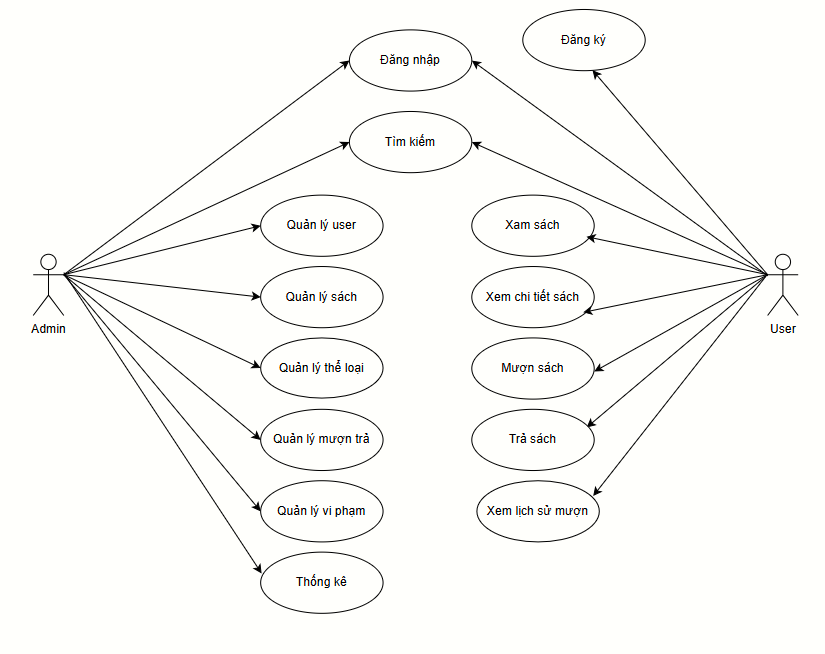 Đăng ký
Đăng nhập
Tìm kiếm
Quản lý user
Xam sách
Quản lý sách
Xem chi tiết sách
Admin
User
Quản lý thể loại
Mượn sách
Quản lý mượn trả
Trả sách
Quản lý vi phạm
Xem lịch sử mượn
Thống kê